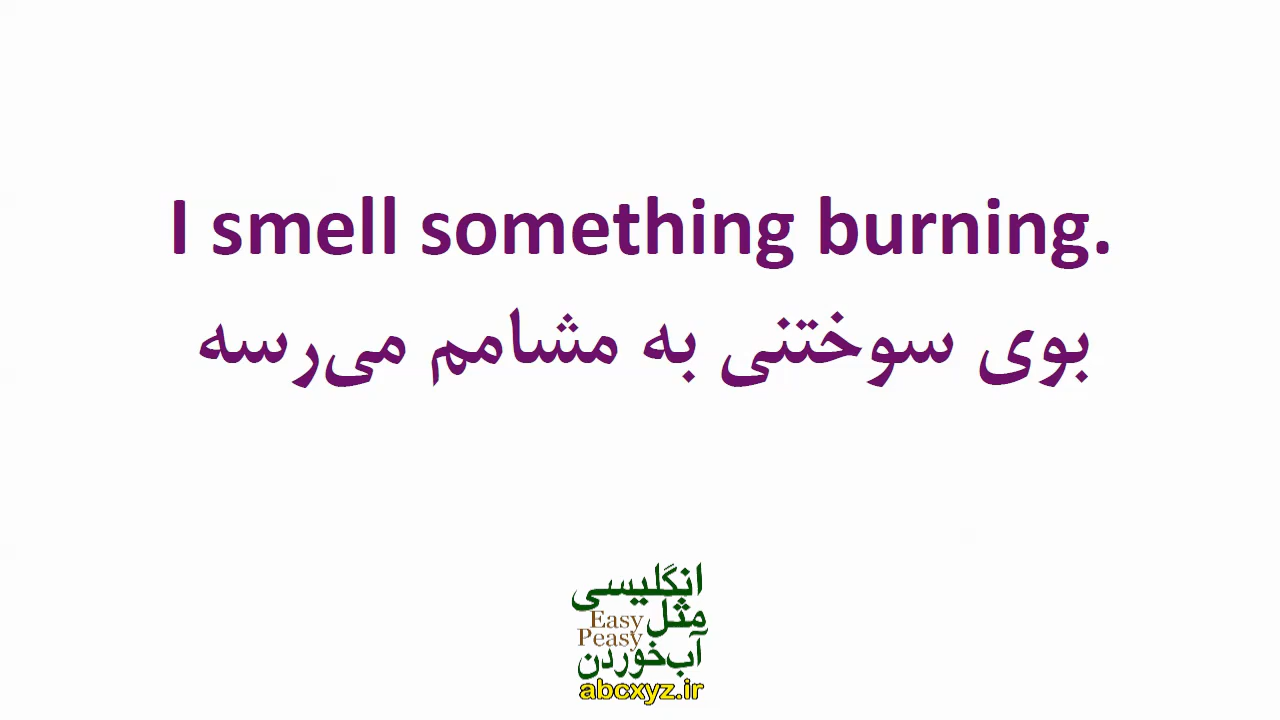 I smell something burning.
بوی سوختنی به مشامم می‌رسه
انگلیسی
مثل
Easy
Peasy
آب‌خوردن
abcxyz.ir